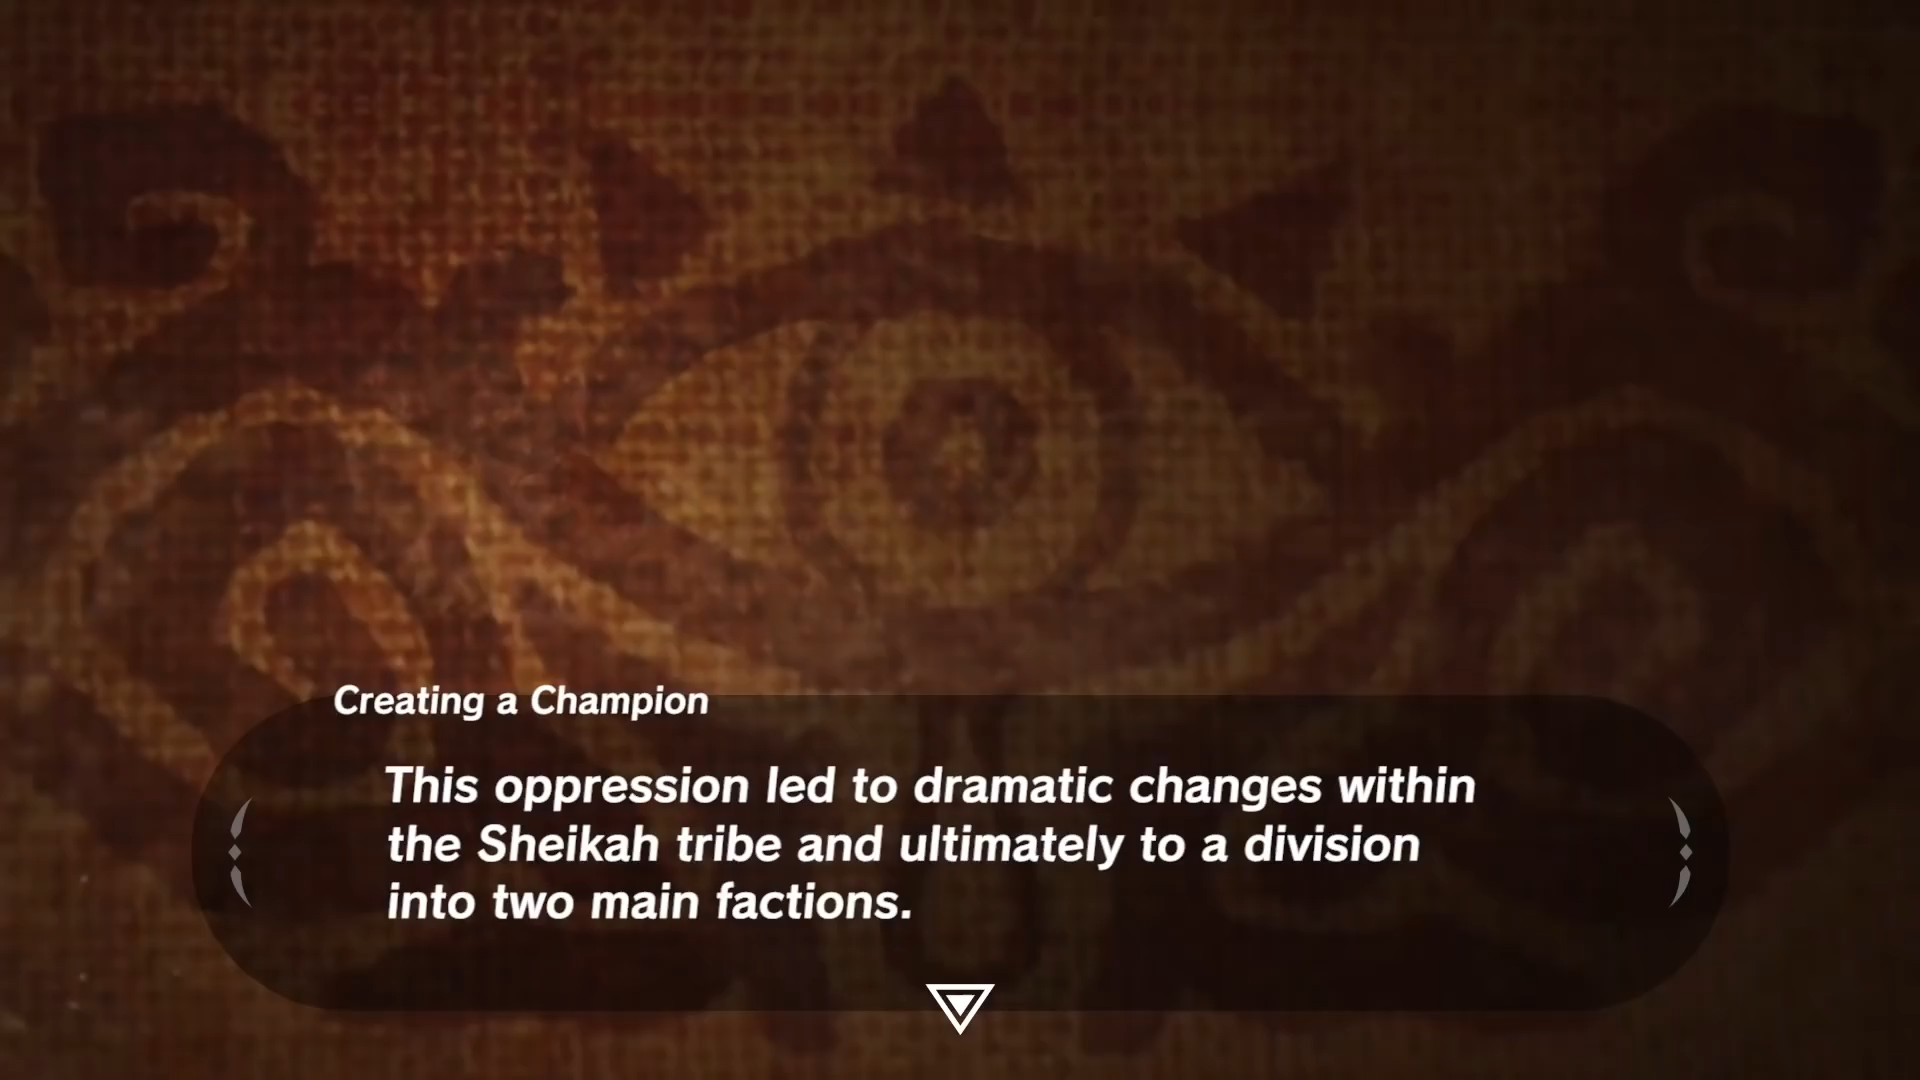 Creating a Champion
This oppression led to dramatic changes within
the Sheikah tribe and ultimately to a division
into two main factions.